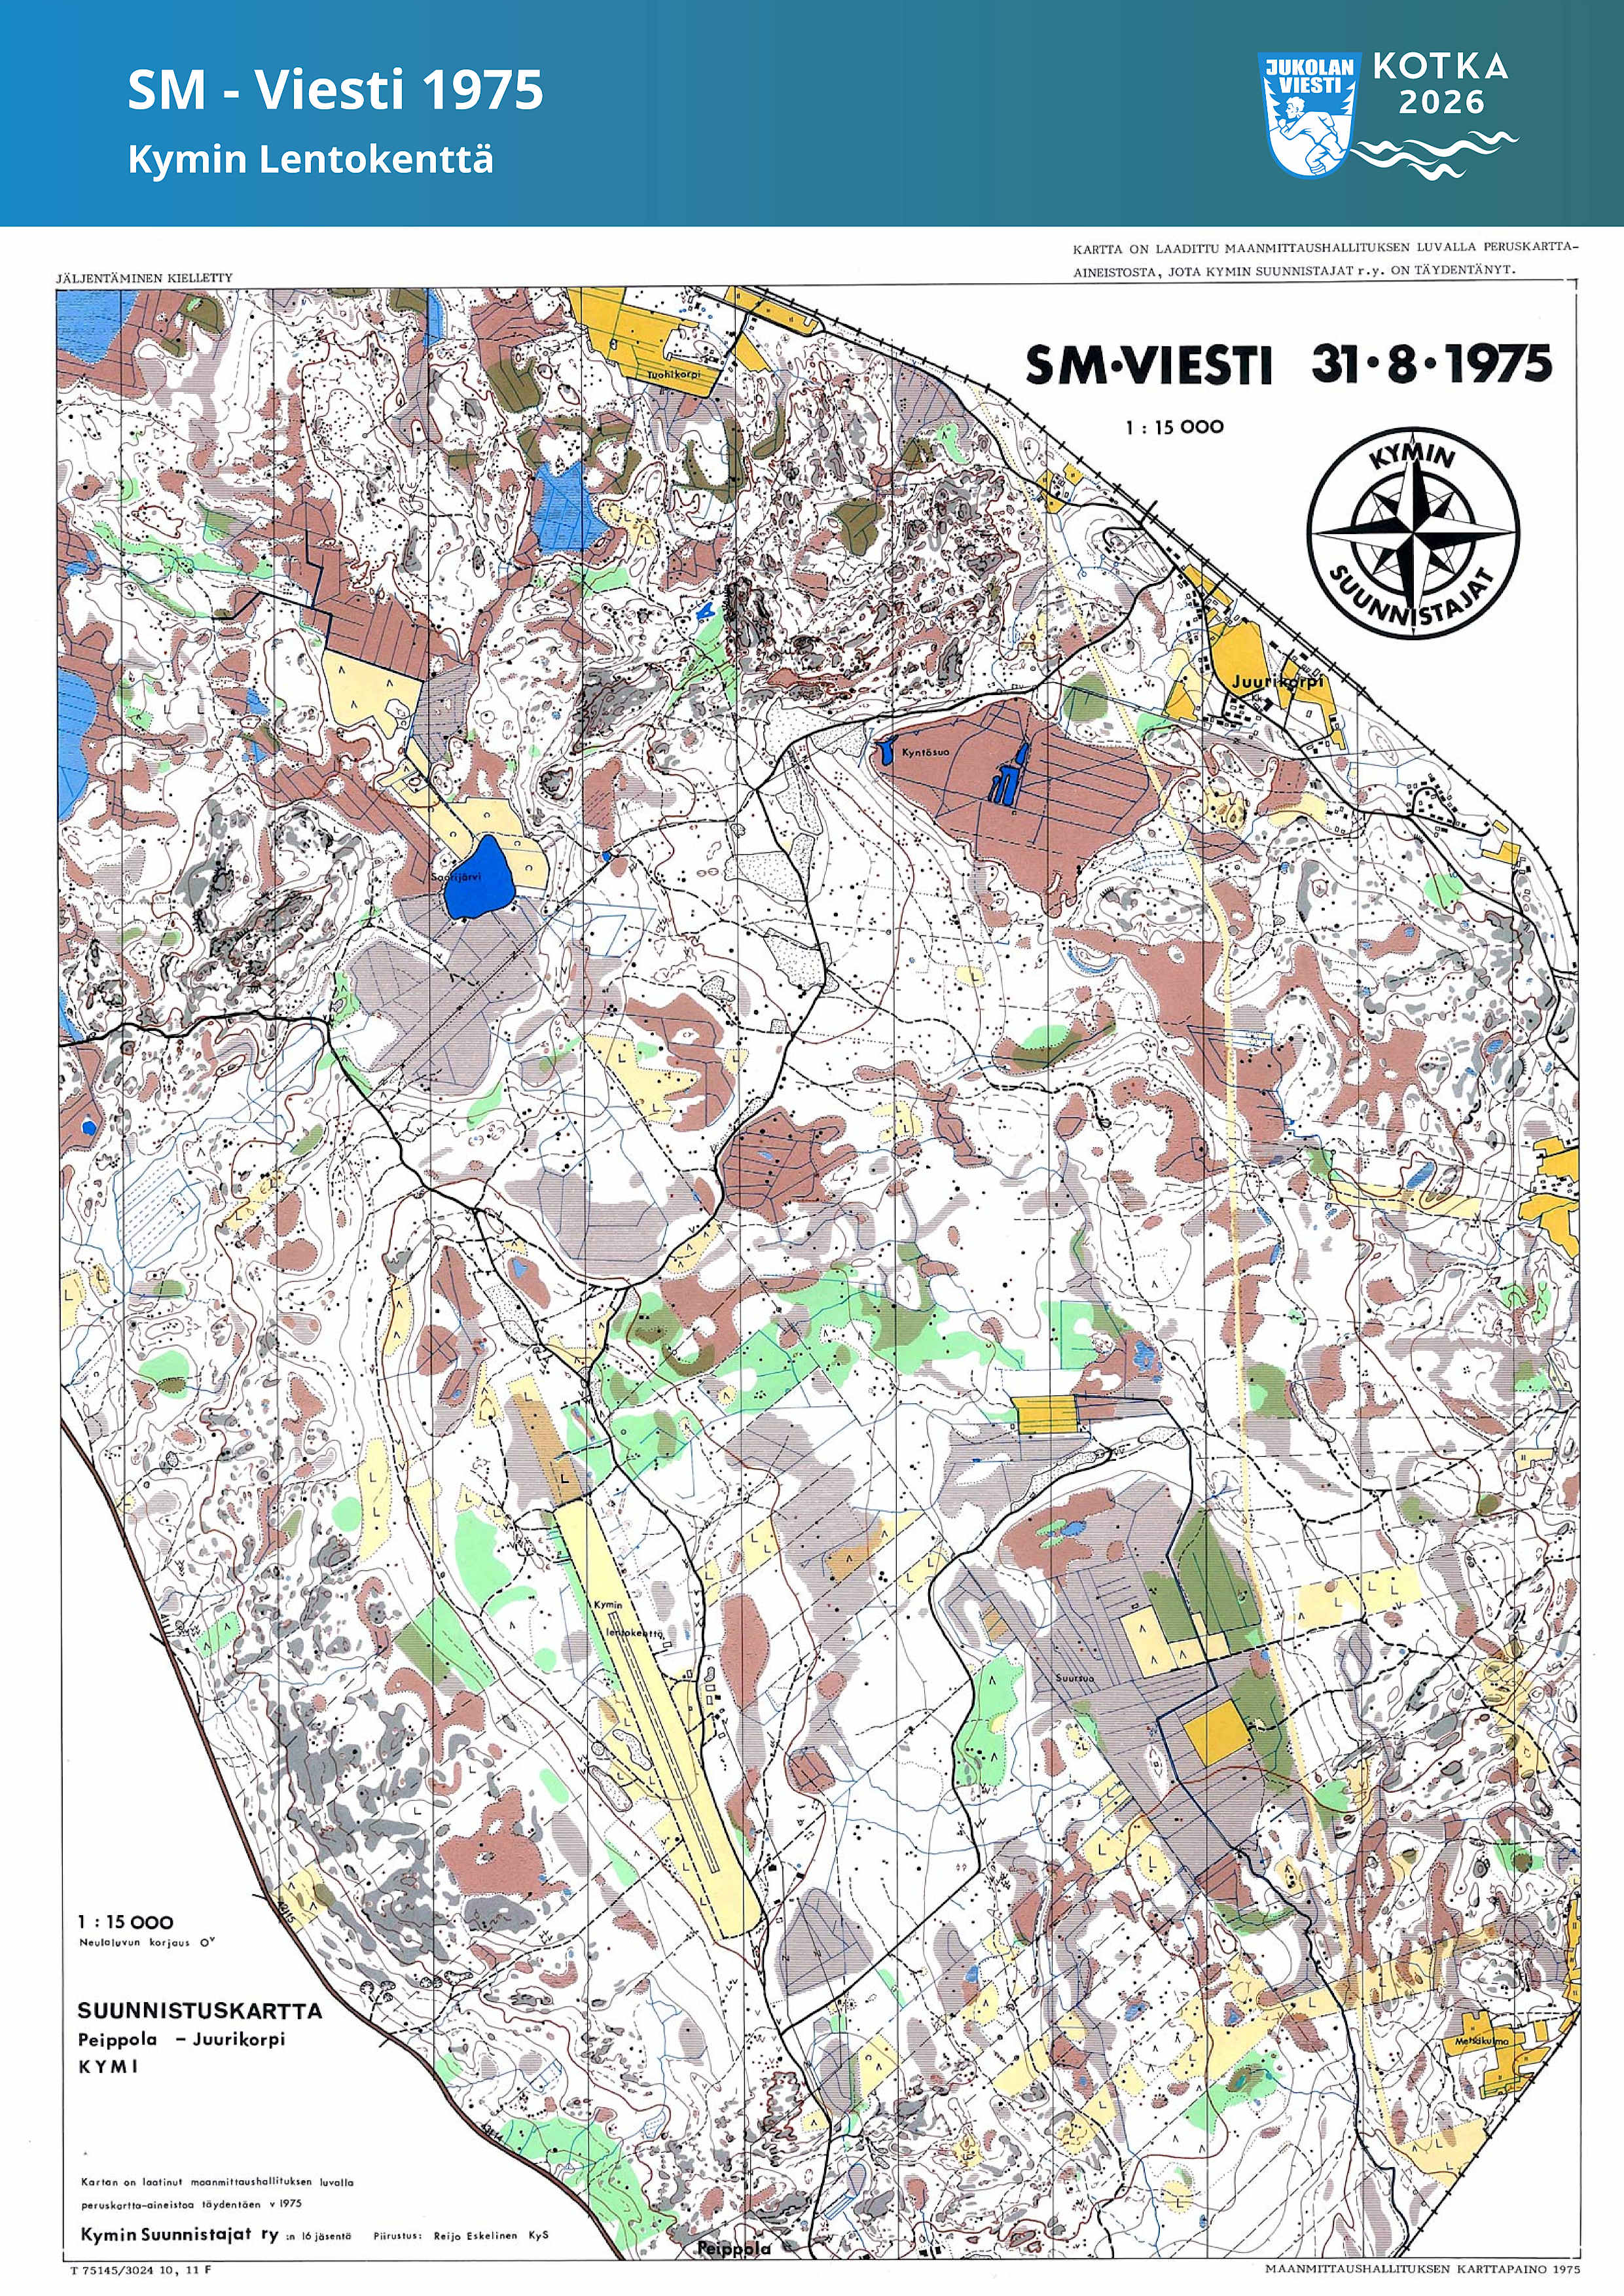 SM - Viesti 1975
Kymin Lentokenttä
JUKOLAN
VIESTI
KOTKA
2026
KARTTA ON LAADITTU MAANMITTAUSHALLITUKSEN LUVALLA PERUSKARTTA-
AINEISTOSTA, JOTA KYMIN SUUNNISTAJAT r.y. ON TÄYDENTÄNYT.
JÄLJENTÄMINEN KIELLETTY
SM·VIESTI 31·8·1975
1 : 15 000
KYMIN
SUUNNISTAJAT
Tuohikorpi
Juurikorpi
Kyntösuo
Saarijärvi
Kymin
lentokenttä
Suursuo
Metsäkulma
Peippola
1 : 15 000
Neulaluvun korjaus 0ᵛ
SUUNNISTUSKARTTA
Peippola – Juurikorpi
KYMI
Kartan on laatinut maanmittaushallituksen luvalla
peruskartta-aineistoa täydentäen v 1975
Kymin Suunnistajat ry :n 16 jäsentä Piirustus: Reijo Eskelinen KyS
T 75145/3024 10, 11 F
MAANMITTAUSHALLITUKSEN KARTTAPAINO 1975